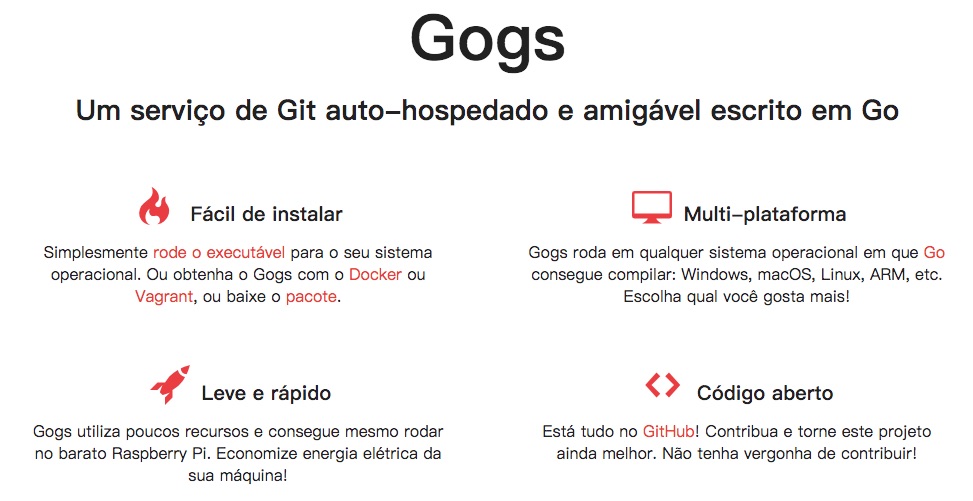 Gogs
Um serviço de Git auto-hospedado e amigável escrito em Go
Fácil de instalar
Simplesmente rode o executável para o seu sistema
operacional. Ou obtenha o Gogs com o Docker ou
Vagrant, ou baixe o pacote.
Multi-plataforma
Gogs roda em qualquer sistema operacional em que Go
consegue compilar: Windows, macOS, Linux, ARM, etc.
Escolha qual você gosta mais!
Leve e rápido
Gogs utiliza poucos recursos e consegue mesmo rodar
no barato Raspberry Pi. Economize energia elétrica da
sua máquina!
Código aberto
Está tudo no GitHub! Contribua e torne este projeto
ainda melhor. Não tenha vergonha de contribuir!